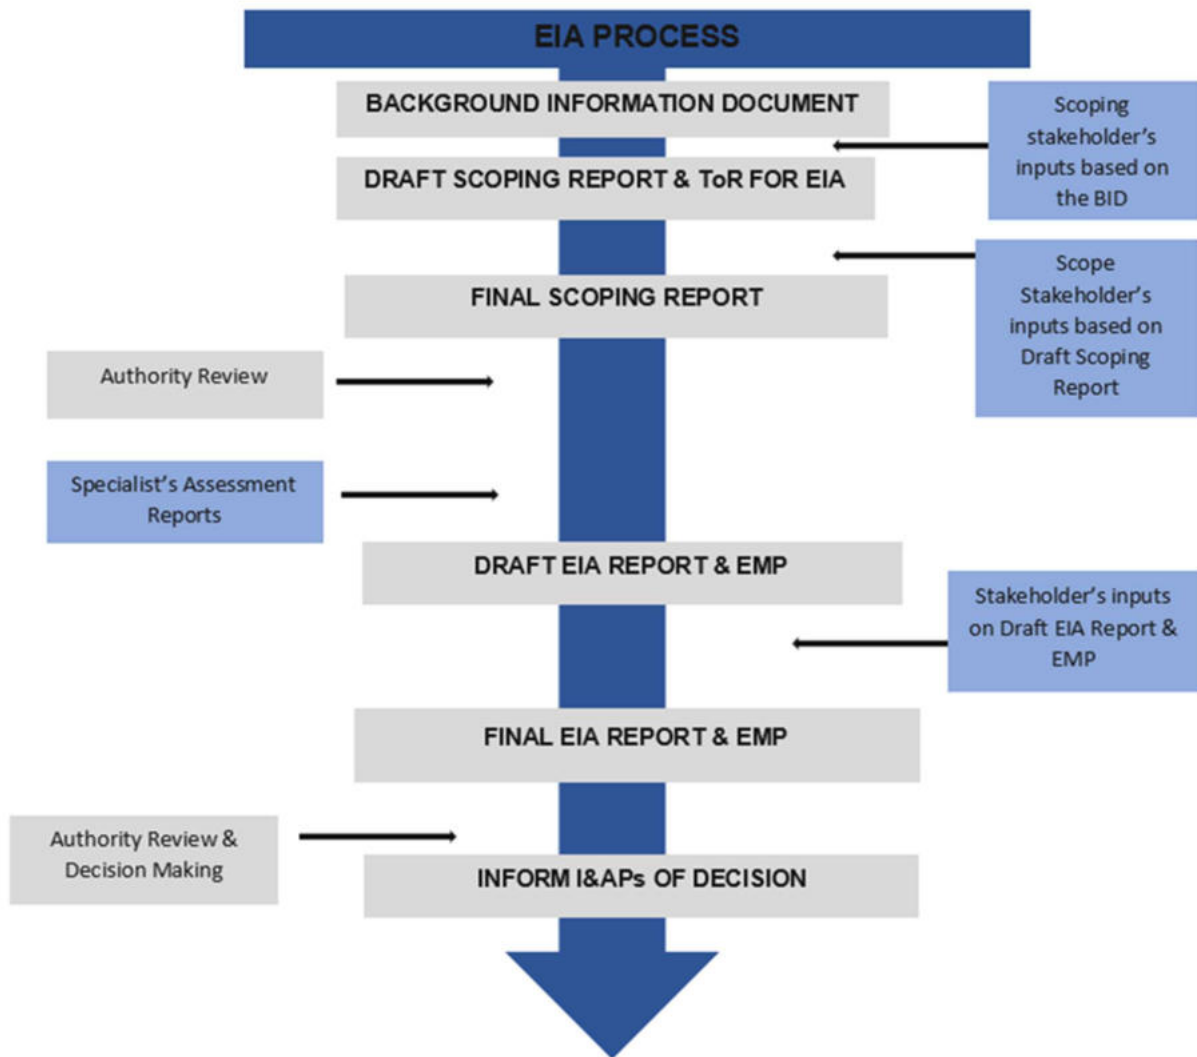 EIA PROCESS
BACKGROUND INFORMATION DOCUMENT
Scoping
stakeholder's
inputs based on
the BID
DRAFT SCOPING REPORT & ToR FOR EIA
Scope
Stakeholder's
inputs based on
Draft Scoping
Report
FINAL SCOPING REPORT
Authority Review
Specialist's Assessment
Reports
DRAFT EIA REPORT & EMP
Stakeholder's inputs
on Draft EIA Report &
EMP
FINAL EIA REPORT & EMP
Authority Review &
Decision Making
INFORM I&APs OF DECISION